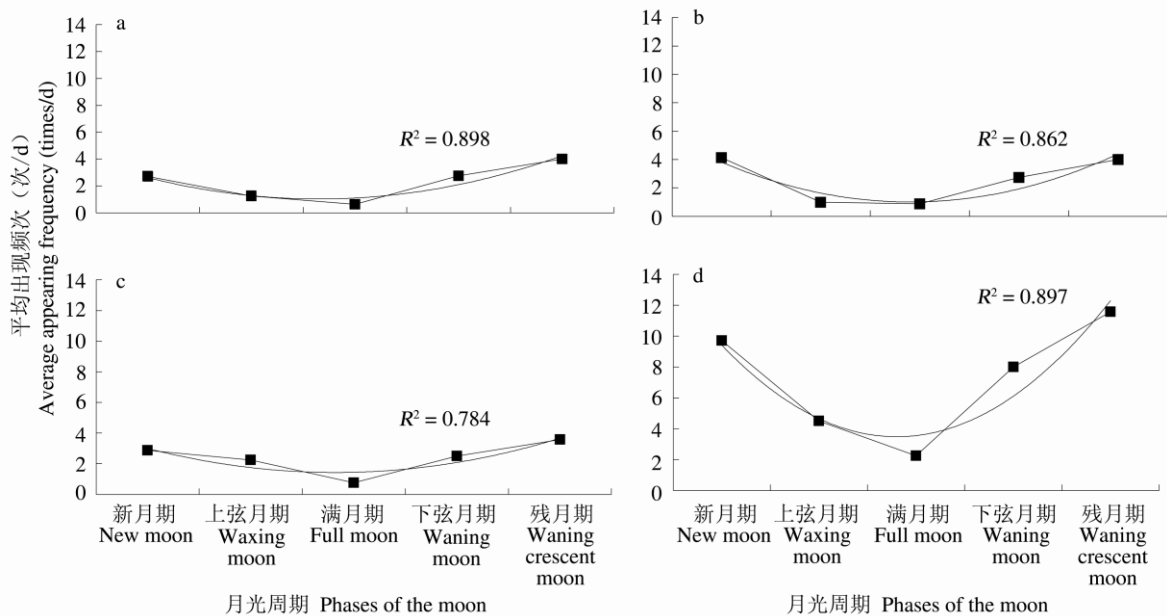 平均出现频次（次/d）
Average appearing frequency (times/d)
a
14
12
10
8
6
4
2
0
R² = 0.898
b
14
12
10
8
6
4
2
0
R² = 0.862
c
14
12
10
8
6
4
2
0
R² = 0.784
新月期
New moon
上弦月期
Waxing
moon
满月期
Full moon
下弦月期
Waning
moon
残月期
Waning
crescent
moon
月光周期 Phases of the moon
d
14
12
10
8
6
4
2
0
R² = 0.897
新月期
New moon
上弦月期
Waxing
moon
满月期
Full moon
下弦月期
Waning
moon
残月期
Waning
crescent
moon
月光周期 Phases of the moon